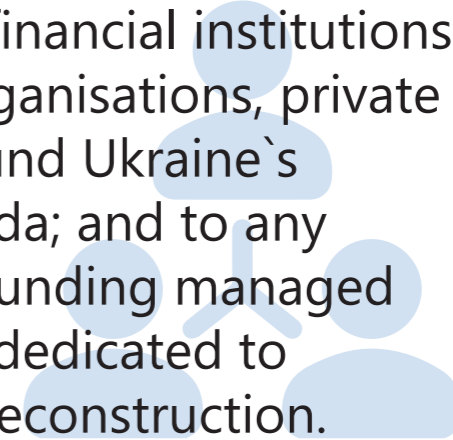 financial institutions
ganisations, private
und Ukraine`s
da; and to any
unding managed
dedicated to
econstruction.